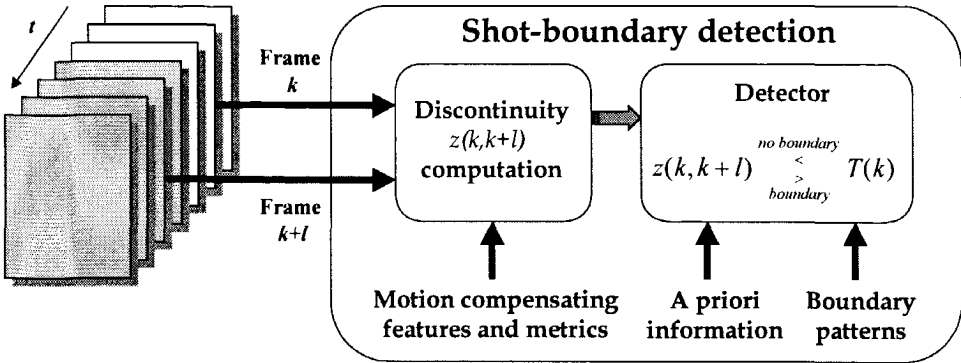 t
Frame
k
Frame
k+l
Shot-boundary detection
Discontinuity
z(k,k+l)
computation
Detector
no boundary
<
z(k, k + l) T(k)
>
boundary
Motion compensating
features and metrics
A priori
information
Boundary
patterns